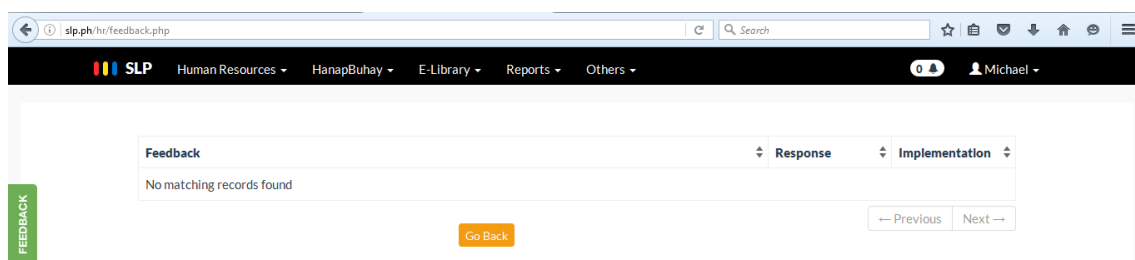 slp.ph/hr/feedback.php Search
SLP Human Resources HanapBuhay E-Library Reports Others 0 Michael
Feedback Response Implementation
No matching records found
FEEDBACK
← Previous Next →
Go Back